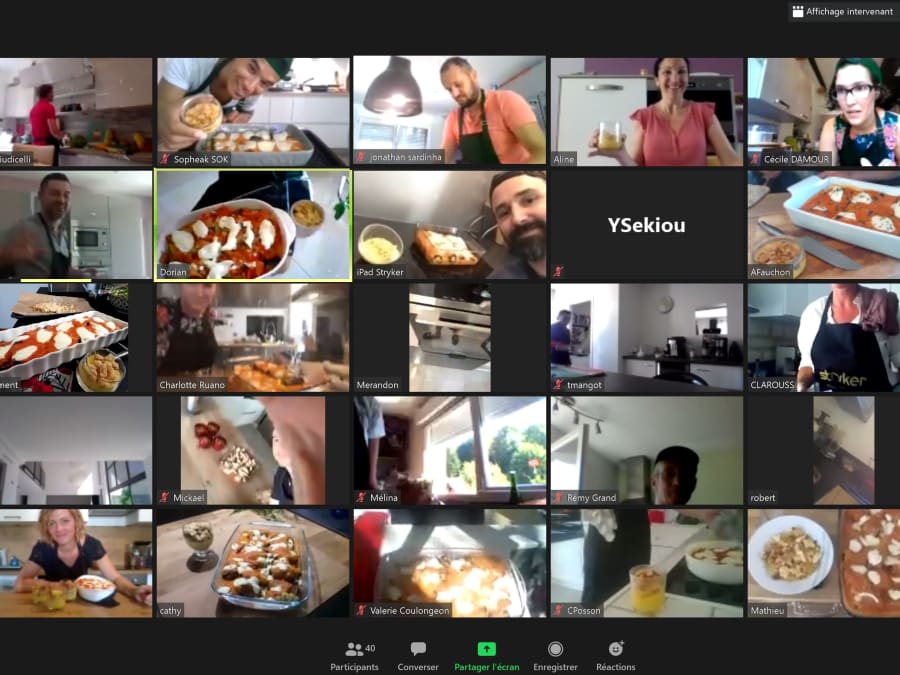 Affichage intervenant
iudicelli
Sopheak SOK
jonathan sardinha
Aline
Cécile DAMOUR
Dorian
iPad Stryker
YSekiou
AFauchon
ment
Charlotte Ruano
Merandon
tmangot
CLAROUSS
stryker
Mickael
Mélina
Remy Grand
robert
cathy
Valerie Coulongeon
CPosson
Mathieu
40
Participants
Converser
Partager l'écran
Enregistrer
Réactions